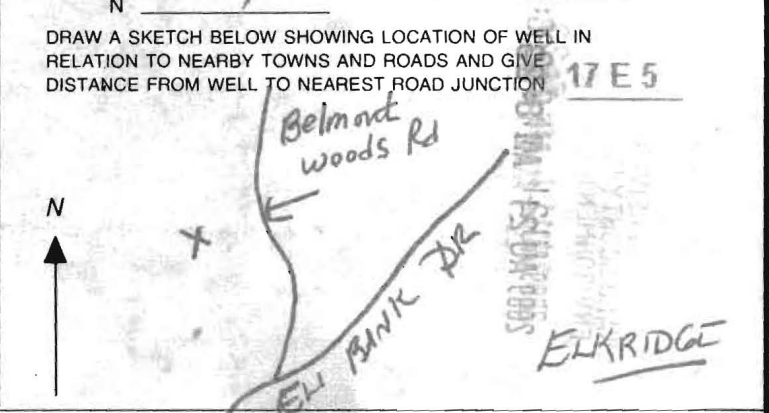 N
DRAW A SKETCH BELOW SHOWING LOCATION OF WELL IN
RELATION TO NEARBY TOWNS AND ROADS AND GIVE
DISTANCE FROM WELL TO NEAREST ROAD JUNCTION 17 E 5
Belmont
woods Rd
N
X
ELI BANK DR
ELKRIDGE